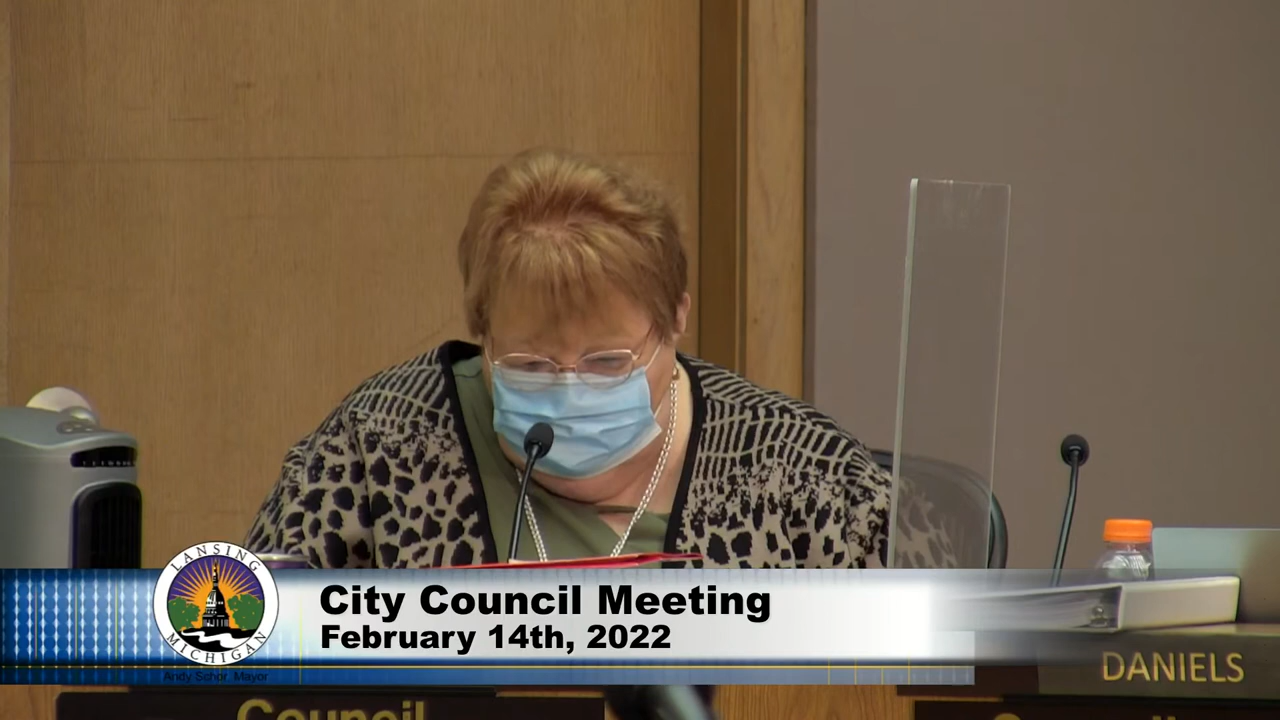 City Council Meeting
February 14th, 2022
LANSING
MICHIGAN
Andy Schor, Mayor
DANIELS
Council